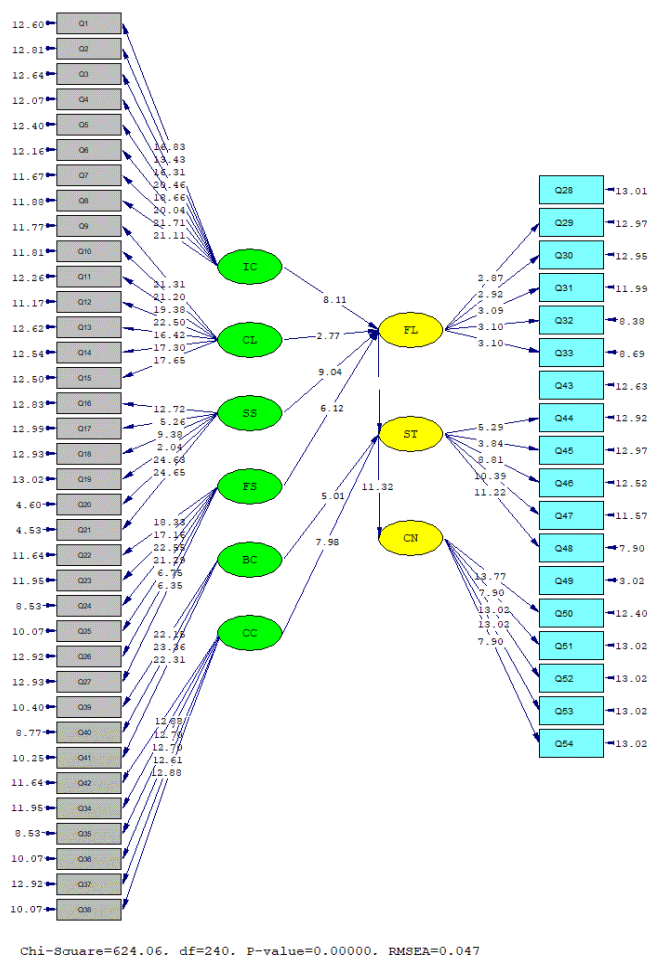 12.60 Q1
12.81 Q2
12.64 Q3
12.07 Q4
12.40 Q5
12.16 Q6
11.67 Q7
11.88 Q8
11.77 Q9
11.81 Q10
12.26 Q11
11.17 Q12
12.62 Q13
12.54 Q14
12.50 Q15
12.83 Q16
12.99 Q17
12.93 Q18
13.02 Q19
4.60 Q20
4.53 Q21
11.64 Q22
11.95 Q23
8.53 Q24
10.07 Q25
12.92 Q26
12.93 Q27
10.40 Q39
8.77 Q40
10.25 Q41
11.64 Q42
11.95 Q34
8.53 Q35
10.07 Q36
12.92 Q37
10.07 Q38
16.83
13.43
16.31
20.46
18.66
20.04
21.71
21.11
21.31
21.20
19.38
22.50
16.42
17.30
17.65
12.72
5.26
9.38
2.04
24.63
24.65
18.33
17.16
22.55
21.29
6.75
6.35
22.15
23.36
22.31
12.88
12.70
12.70
12.61
12.88
IC
CL
SS
FS
BC
CC
8.11
2.77
9.04
6.12
5.01
7.98
FL
ST
11.32
CN
2.87
2.92
3.09
3.10
3.10
5.29
3.84
8.81
10.39
11.22
13.77
7.90
13.02
13.02
7.90
Q28 13.01
Q29 12.97
Q30 12.95
Q31 11.99
Q32 8.38
Q33 8.69
Q43 12.63
Q44 12.92
Q45 12.97
Q46 12.52
Q47 11.57
Q48 7.90
Q49 3.02
Q50 12.40
Q51 13.02
Q52 13.02
Q53 13.02
Q54 13.02
Chi-Square=624.06, df=240, P-value=0.00000, RMSEA=0.047